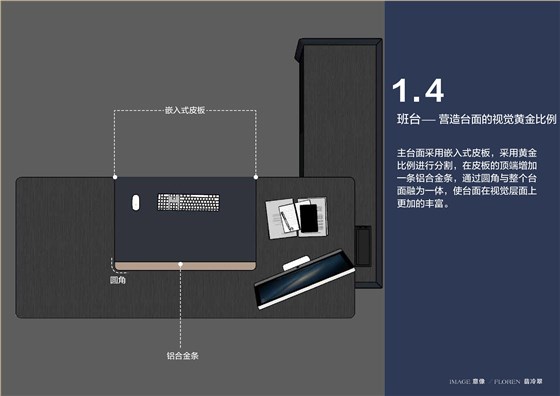 1.4
班台— 营造台面的视觉黄金比例
主台面采用嵌入式皮板，采用黄金
比例进行分割，在皮板的顶端增加
一条铝合金条，通过圆角与整个台
面融为一体，使台面在视觉层面上
更加的丰富。
嵌入式皮板
圆角
铝合金条
IMAGE 意像 / FLOREN 翡冷翠